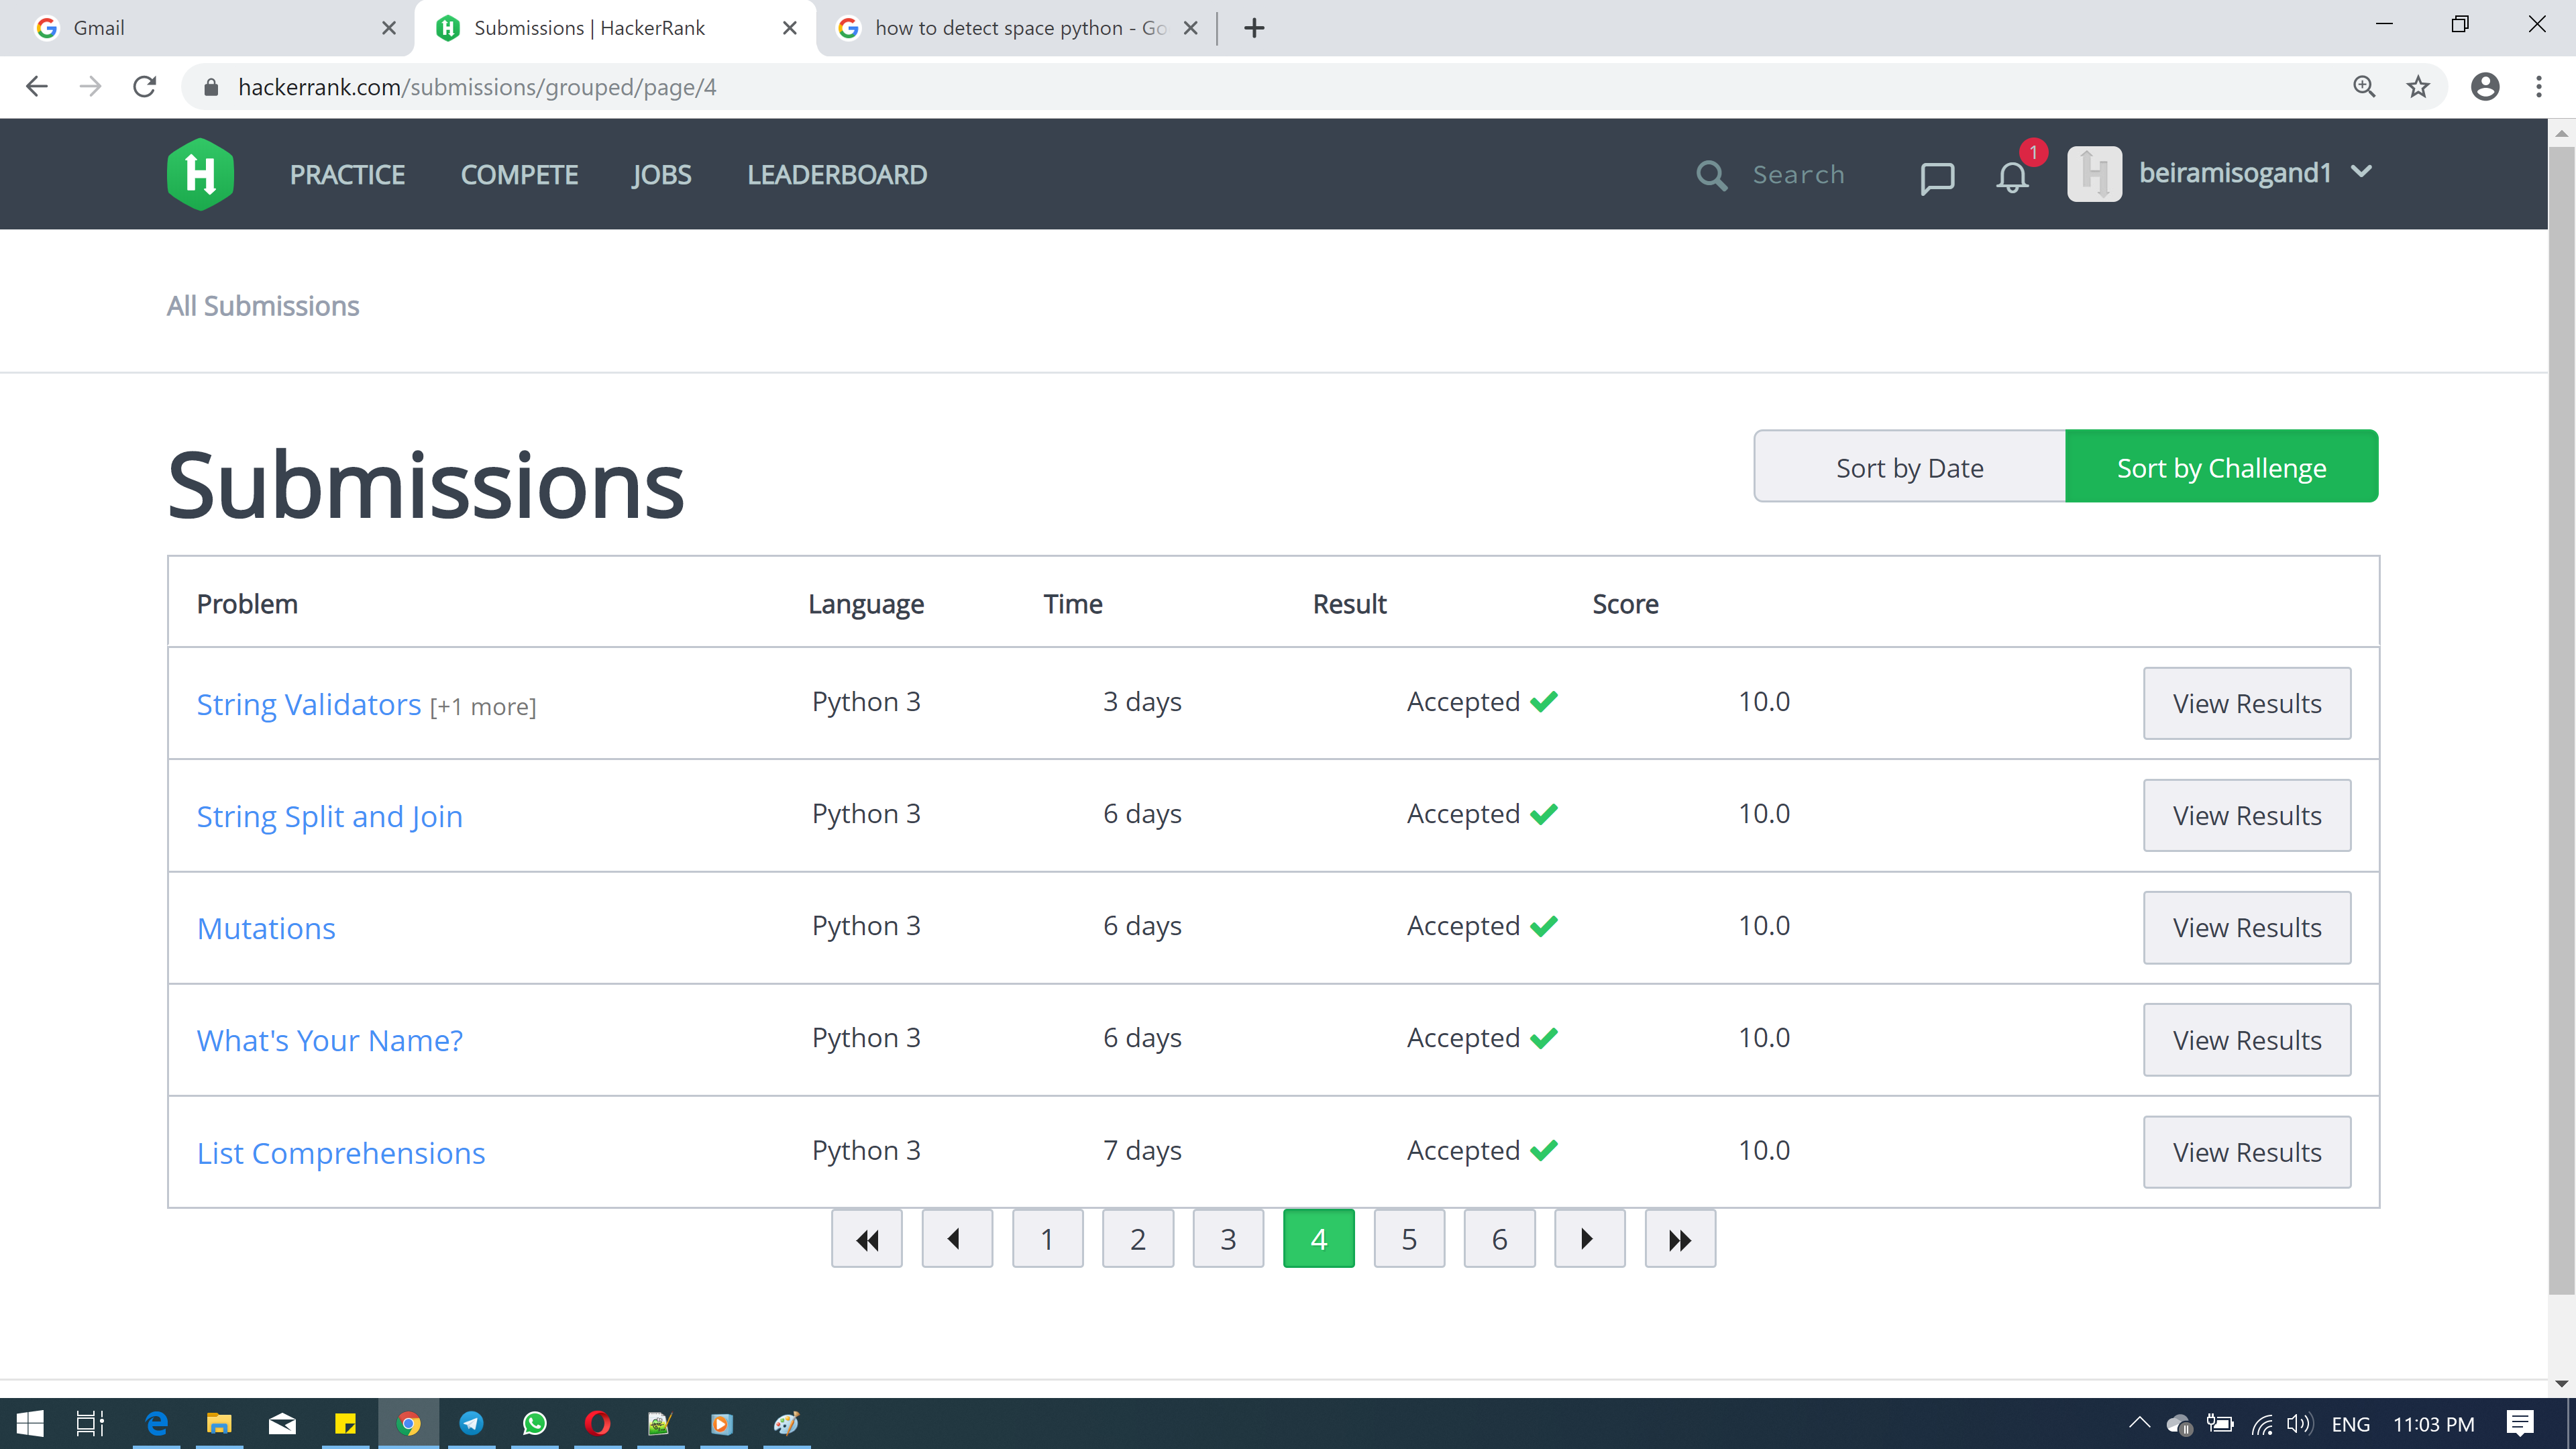 Gmail
Submissions | HackerRank
how to detect space python - Go
hackerrank.com/submissions/grouped/page/4
H PRACTICE COMPETE JOBS LEADERBOARD Search 1 H beiramisogand1
All Submissions
Submissions
Sort by Date Sort by Challenge
Problem Language Time Result Score
String Validators [+1 more] Python 3 3 days Accepted 10.0 View Results
String Split and Join Python 3 6 days Accepted 10.0 View Results
Mutations Python 3 6 days Accepted 10.0 View Results
What's Your Name? Python 3 6 days Accepted 10.0 View Results
List Comprehensions Python 3 7 days Accepted 10.0 View Results
1 2 3 4 5 6
ENG 11:03 PM